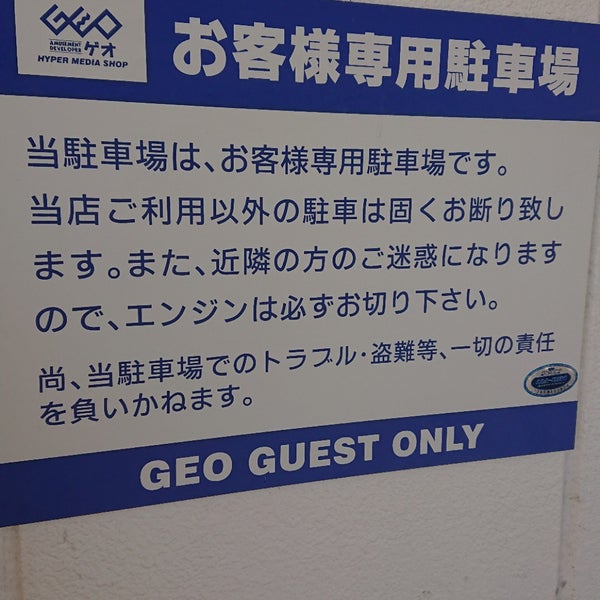 GEO
AMUSEMENT
DEVELOPER
ゲオ
HYPER MEDIA SHOP
お客様専用駐車場
当駐車場は、お客様専用駐車場です。
当店ご利用以外の駐車は固くお断り致し
ます。また、近隣の方のご迷惑になります
ので、エンジンは必ずお切り下さい。
尚、当駐車場でのトラブル・盗難等、一切の責任
を負いかねます。
GEO GUEST ONLY